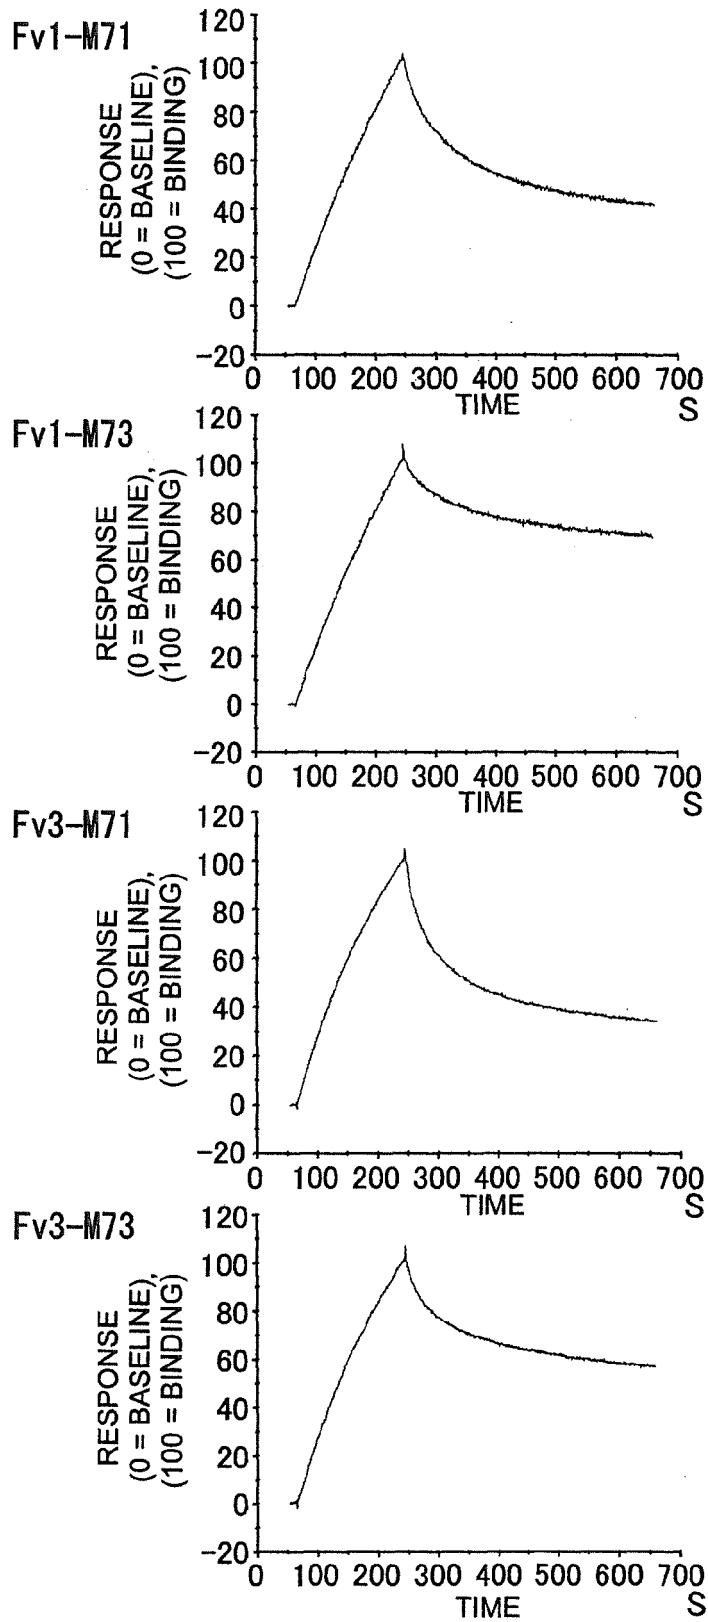 Fv1-M71
RESPONSE
(0 = BASELINE),
(100 = BINDING)
120
100
80
60
40
20
0
-20
0 100 200 300 400 500 600 700
TIME S
Fv1-M73
RESPONSE
(0 = BASELINE),
(100 = BINDING)
120
100
80
60
40
20
0
-20
0 100 200 300 400 500 600 700
TIME S
Fv3-M71
RESPONSE
(0 = BASELINE),
(100 = BINDING)
120
100
80
60
40
20
0
-20
0 100 200 300 400 500 600 700
TIME S
Fv3-M73
RESPONSE
(0 = BASELINE),
(100 = BINDING)
120
100
80
60
40
20
0
-20
0 100 200 300 400 500 600 700
TIME S